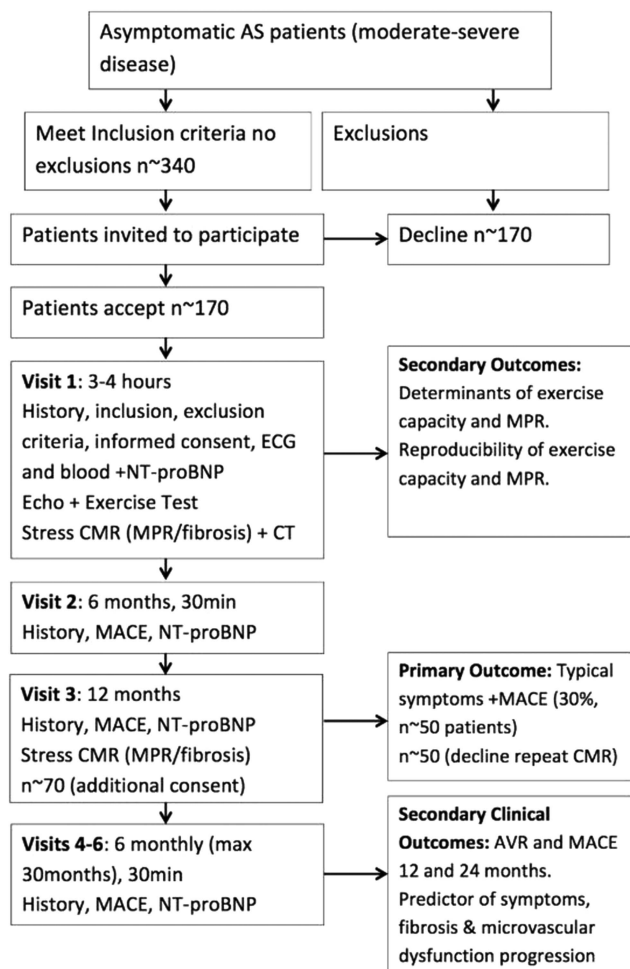 Asymptomatic AS patients (moderate-severe
disease)
Meet Inclusion criteria no
exclusions n~340
Exclusions
Patients invited to participate
Decline n~170
Patients accept n~170
Visit 1: 3-4 hours
History, inclusion, exclusion
criteria, informed consent, ECG
and blood +NT-proBNP
Echo + Exercise Test
Stress CMR (MPR/fibrosis) + CT
Secondary Outcomes:
Determinants of exercise
capacity and MPR.
Reproducibility of exercise
capacity and MPR.
Visit 2: 6 months, 30min
History, MACE, NT-proBNP
Visit 3: 12 months
History, MACE, NT-proBNP
Stress CMR (MPR/fibrosis)
n~70 (additional consent)
Primary Outcome: Typical
symptoms +MACE (30%,
n~50 patients)
n~50 (decline repeat CMR)
Visits 4-6: 6 monthly (max
30months), 30min
History, MACE, NT-proBNP
Secondary Clinical
Outcomes: AVR and MACE
12 and 24 months.
Predictor of symptoms,
fibrosis & microvascular
dysfunction progression